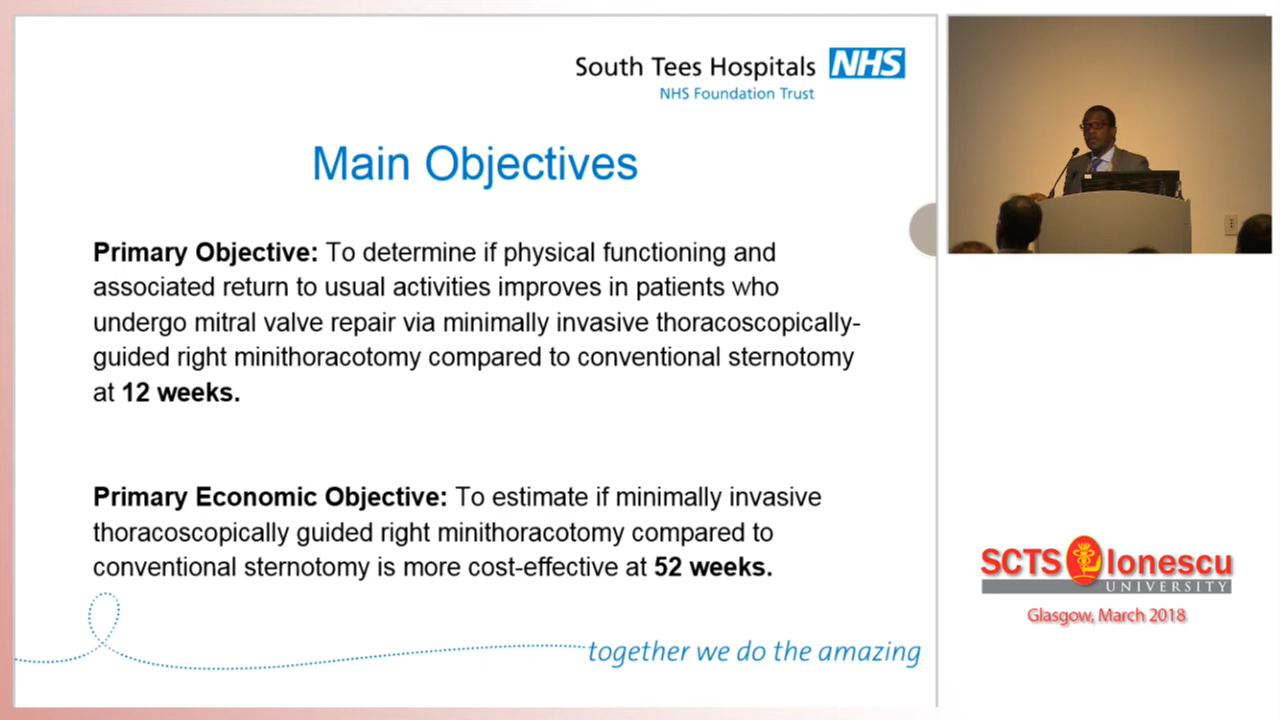 South Tees Hospitals NHS
NHS Foundation Trust
Main Objectives
Primary Objective: To determine if physical functioning and
associated return to usual activities improves in patients who
undergo mitral valve repair via minimally invasive thoracoscopically-
guided right minithoracotomy compared to conventional sternotomy
at 12 weeks.
Primary Economic Objective: To estimate if minimally invasive
thoracoscopically guided right minithoracotomy compared to
conventional sternotomy is more cost-effective at 52 weeks.
together we do the amazing
SCTS Ionescu
UNIVERSITY
Glasgow, March 2018